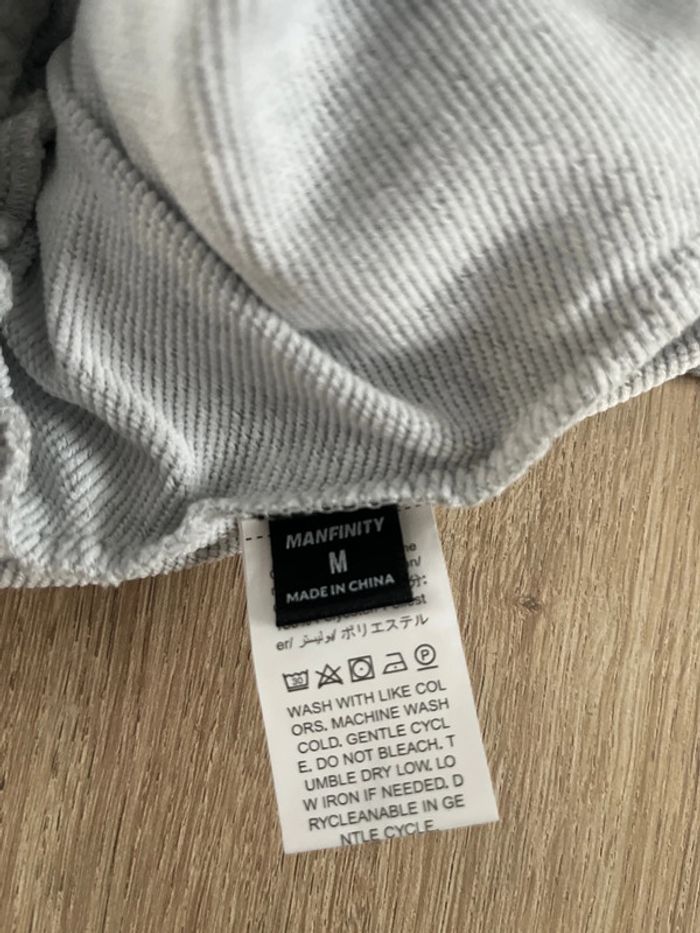 MANFINITY
M
MADE IN CHINA
er/ بوليستر/ ポリエステル
30
P
WASH WITH LIKE COL
ORS. MACHINE WASH
COLD. GENTLE CYCL
E. DO NOT BLEACH. T
UMBLE DRY LOW. LO
W IRON IF NEEDED. D
RYCLEANABLE IN GE
NTLE CYCLE.